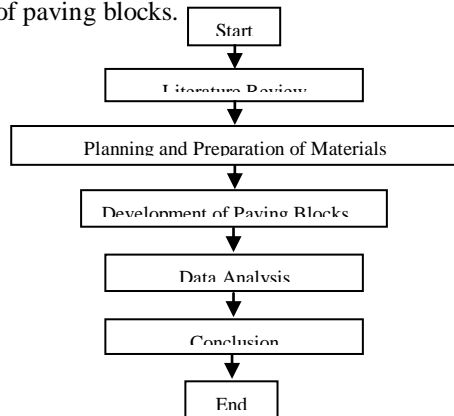 of paving blocks.
Start
Literature Review
Planning and Preparation of Materials
Development of Paving Blocks
Data Analysis
Conclusion
End